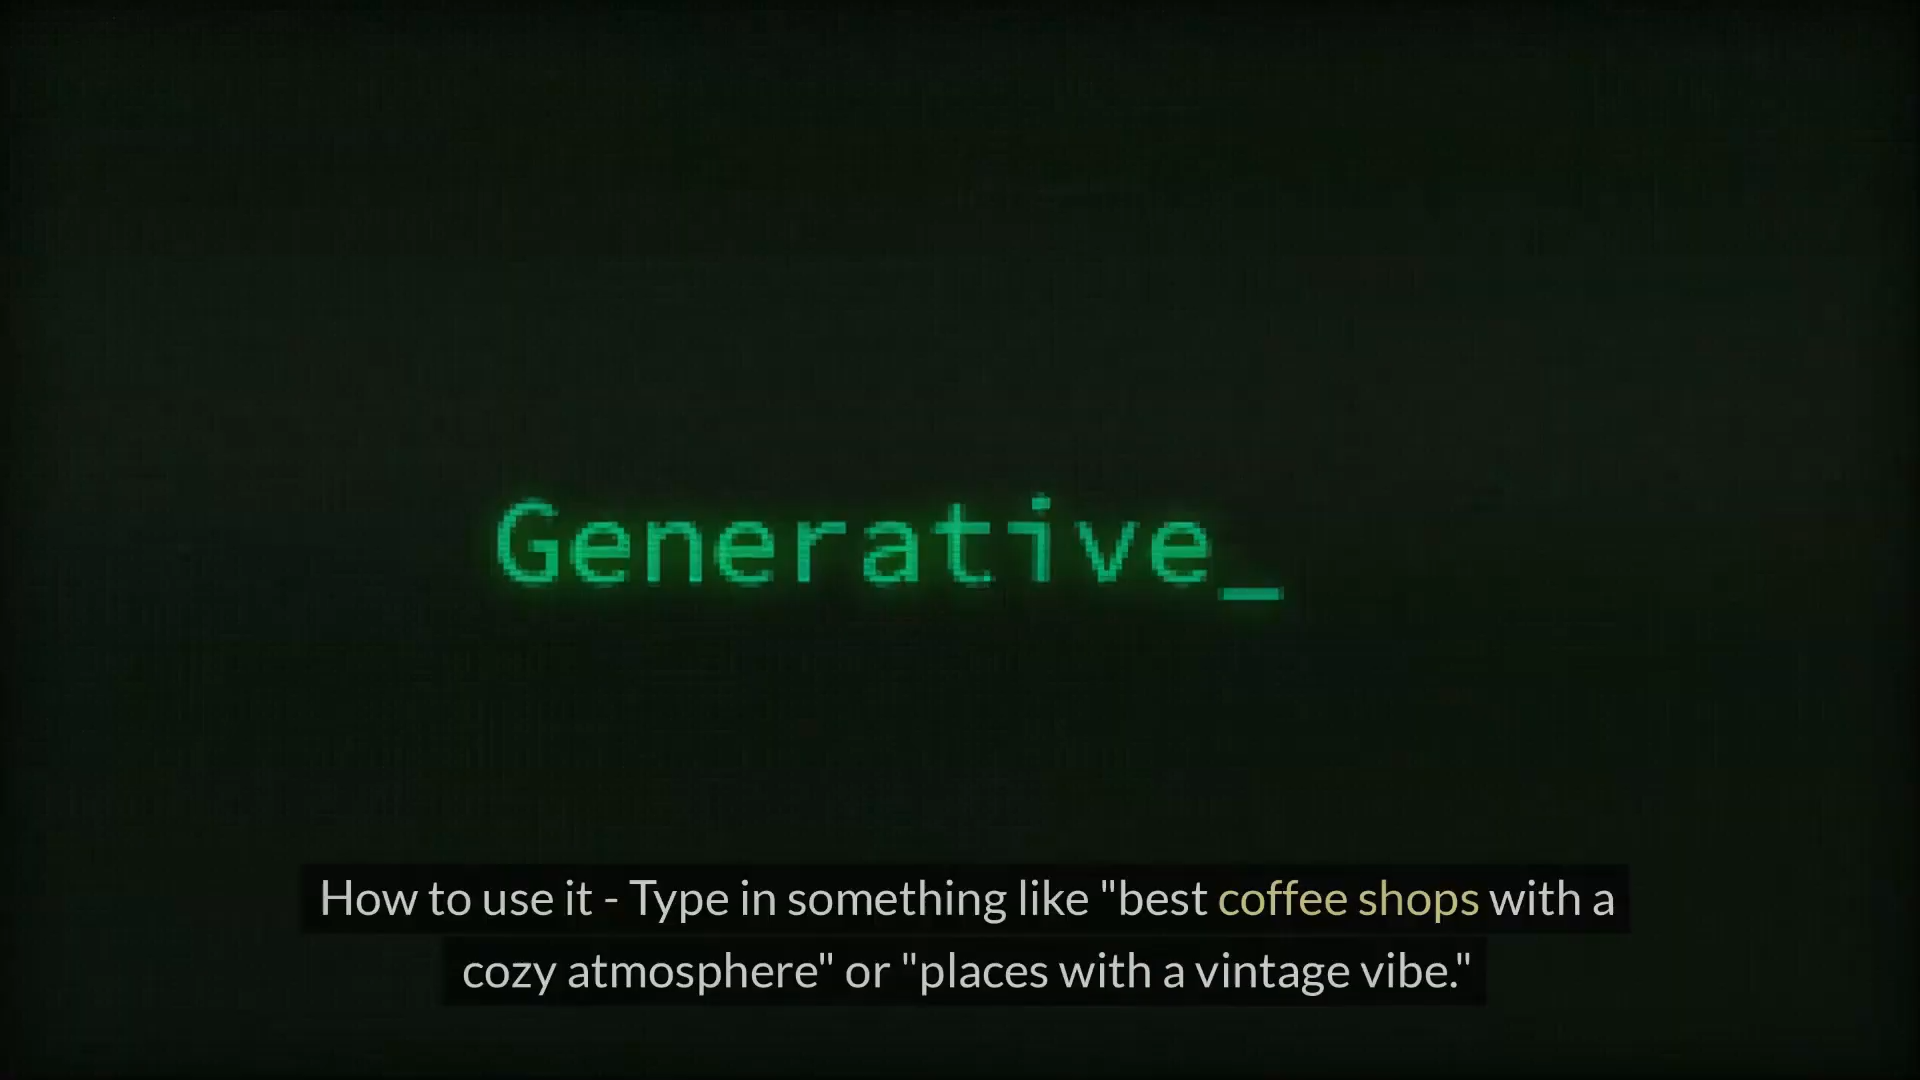 Generative_
How to use it - Type in something like "best coffee shops with a
cozy atmosphere" or "places with a vintage vibe."